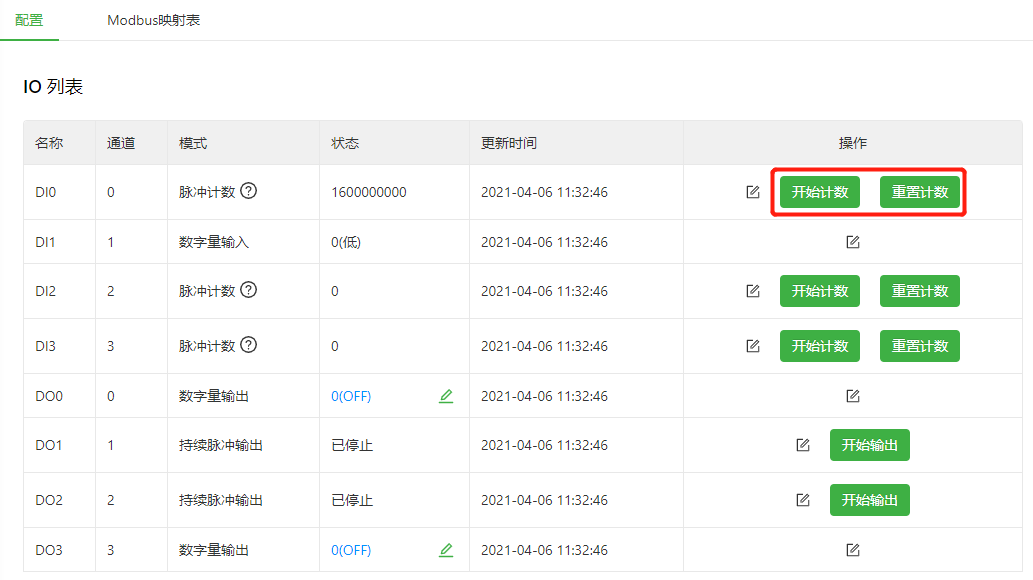 配置 Modbus映射表
IO 列表
名称 通道 模式 状态 更新时间 操作
DI0 0 脉冲计数 ? 1600000000 2021-04-06 11:32:46 开始计数 重置计数
DI1 1 数字量输入 0(低) 2021-04-06 11:32:46
DI2 2 脉冲计数 ? 0 2021-04-06 11:32:46 开始计数 重置计数
DI3 3 脉冲计数 ? 0 2021-04-06 11:32:46 开始计数 重置计数
DO0 0 数字量输出 0(OFF) 2021-04-06 11:32:46
DO1 1 持续脉冲输出 已停止 2021-04-06 11:32:46 开始输出
DO2 2 持续脉冲输出 已停止 2021-04-06 11:32:46 开始输出
DO3 3 数字量输出 0(OFF) 2021-04-06 11:32:46